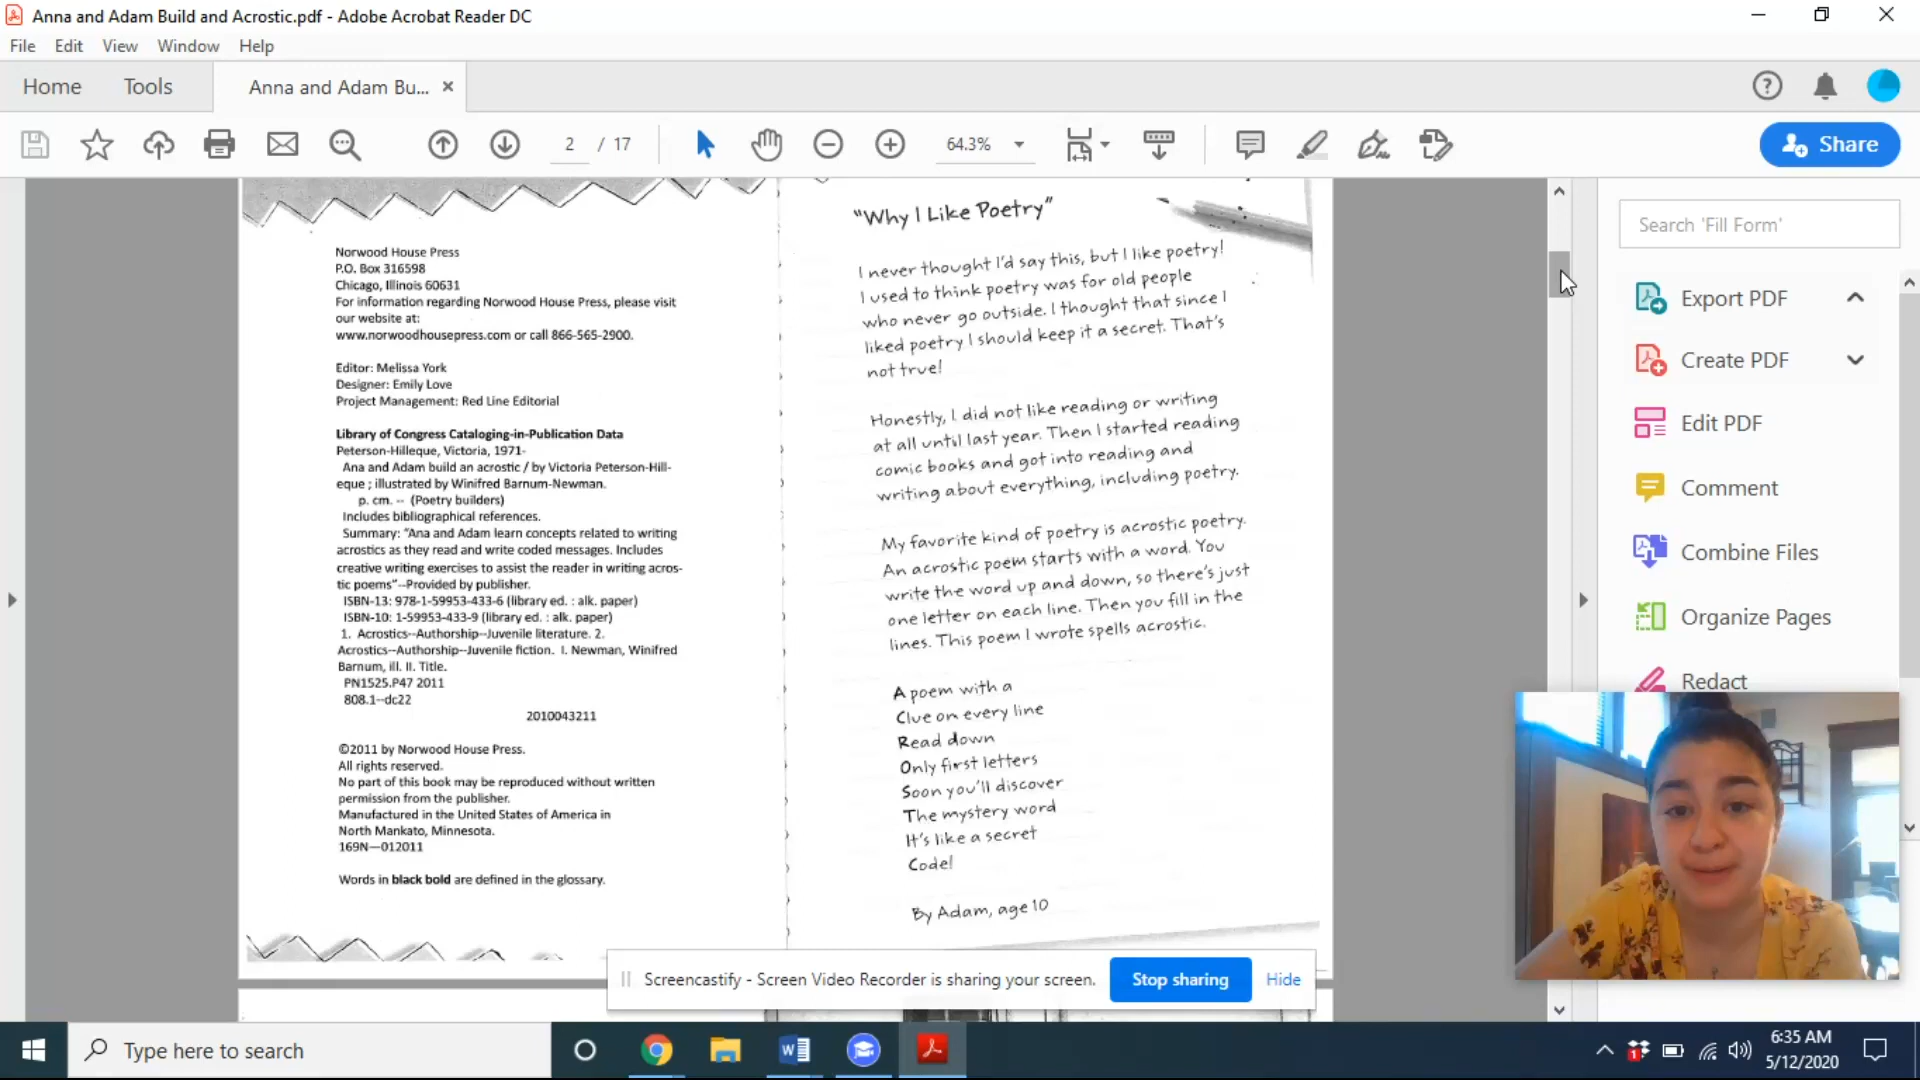 Anna and Adam Build and Acrostic.pdf - Adobe Acrobat Reader DC
File Edit View Window Help
Home Tools Anna and Adam Bu... ×
2 / 17 64.3% Share
Norwood House Press
P.O. Box 316598
Chicago, Illinois 60631
For information regarding Norwood House Press, please visit
our website at:
www.norwoodhousepress.com or call 866-565-2900.
Editor: Melissa York
Designer: Emily Love
Project Management: Red Line Editorial
Library of Congress Cataloging-in-Publication Data
Peterson-Hilleque, Victoria, 1971-
Ana and Adam build an acrostic / by Victoria Peterson-Hill-
eque ; illustrated by Winifred Barnum-Newman.
p. cm. -- (Poetry builders)
Includes bibliographical references.
Summary: "Ana and Adam learn concepts related to writing
acrostics as they read and write coded messages. Includes
creative writing exercises to assist the reader in writing acros-
tic poems"--Provided by publisher.
ISBN-13: 978-1-59953-433-6 (library ed. : alk. paper)
ISBN-10: 1-59953-433-9 (library ed. : alk. paper)
1. Acrostics--Authorship--Juvenile literature. 2.
Acrostics--Authorship--Juvenile fiction. I. Newman, Winifred
Barnum, ill. II. Title.
PN1525.P47 2011
808.1--dc22
2010043211
©2011 by Norwood House Press.
All rights reserved.
No part of this book may be reproduced without written
permission from the publisher.
Manufactured in the United States of America in
North Mankato, Minnesota.
169N—012011
Words in black bold are defined in the glossary.
"Why I Like Poetry"
I never thought I'd say this, but I like poetry!
I used to think poetry was for old people
who never go outside. I thought that since I
liked poetry I should keep it a secret. That's
not true!
Honestly, I did not like reading or writing
at all until last year. Then I started reading
comic books and got into reading and
writing about everything, including poetry.
My favorite kind of poetry is acrostic poetry.
An acrostic poem starts with a word. You
write the word up and down, so there's just
one letter on each line. Then you fill in the
lines. This poem I wrote spells acrostic.
A poem with a
Clue on every line
Read down
Only first letters
Soon you'll discover
The mystery word
It's like a secret
Code!
By Adam, age 10
Search 'Fill Form'
Export PDF
Create PDF
Edit PDF
Comment
Combine Files
Organize Pages
Redact
Screencastify - Screen Video Recorder is sharing your screen. Stop sharing Hide
Type here to search
6:35 AM
5/12/2020